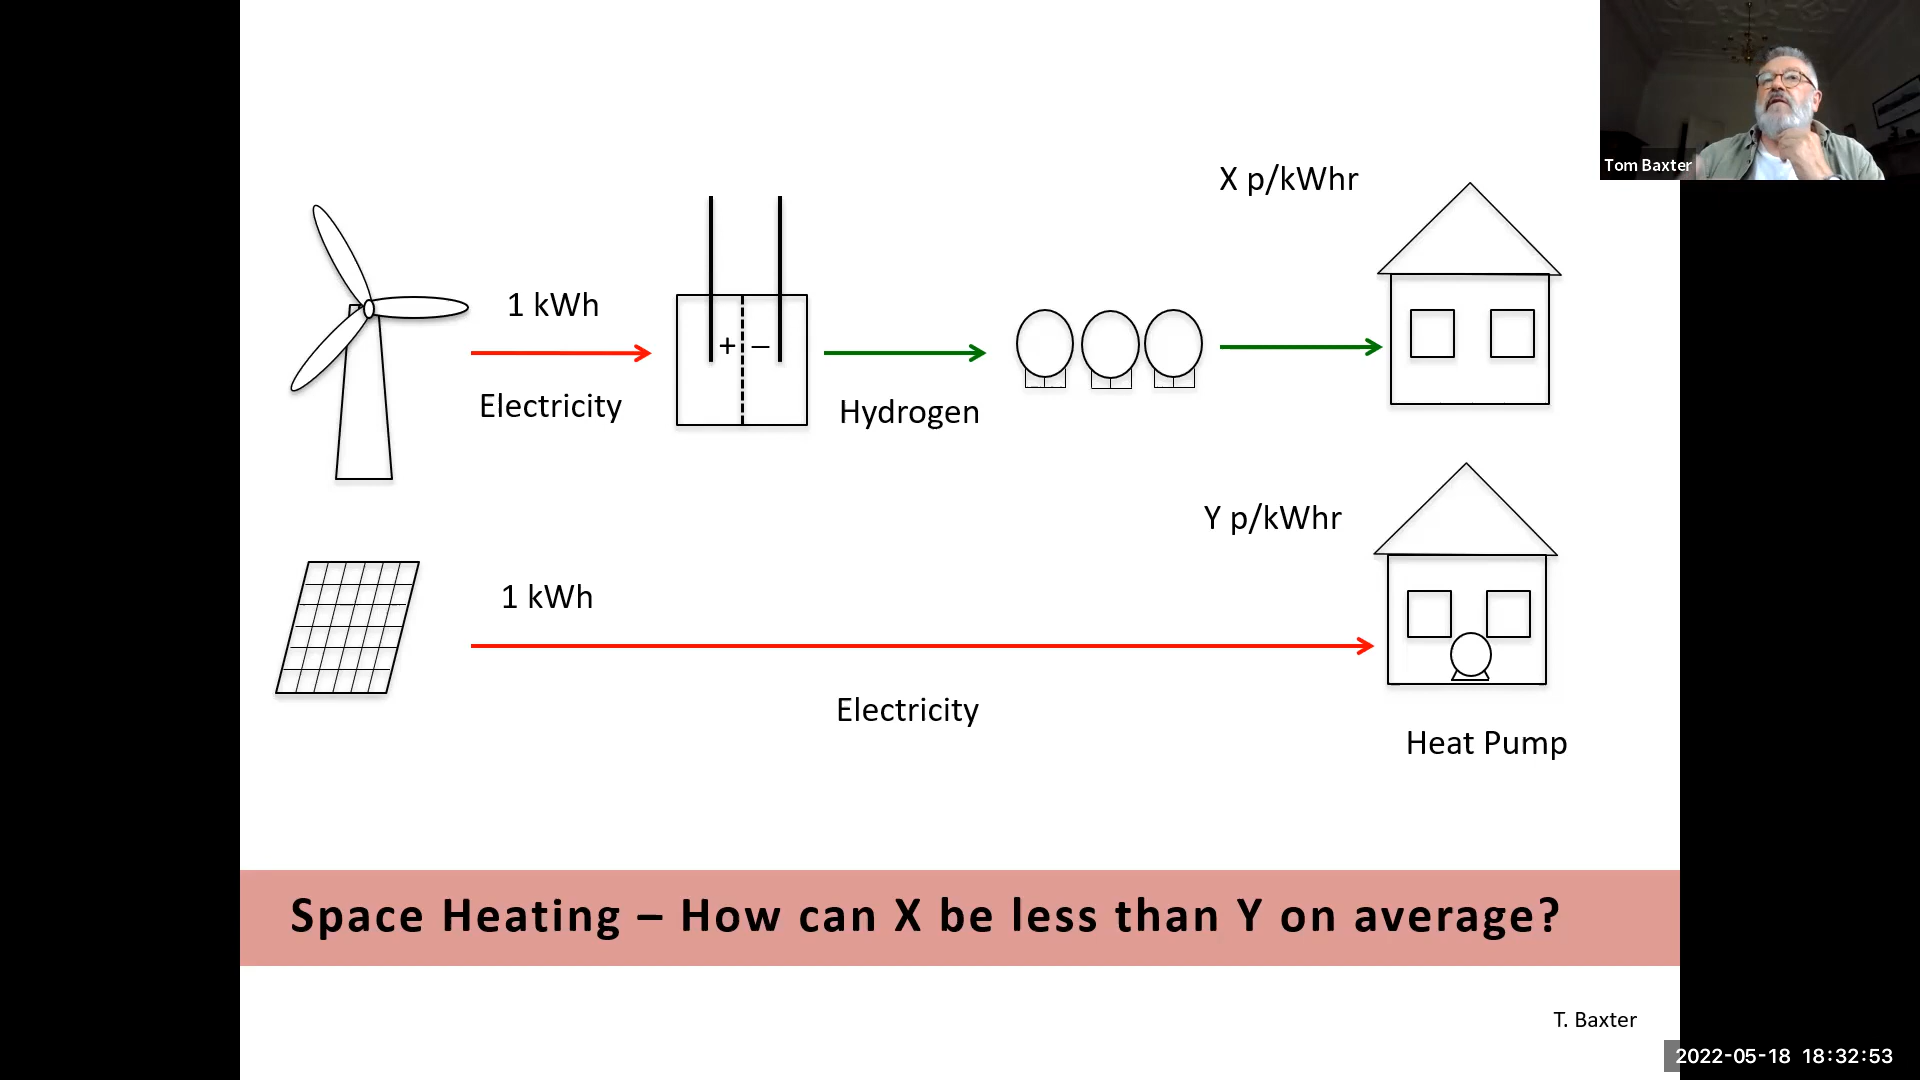 Tom Baxter
X p/kWhr
1 kWh
+ –
Electricity
Hydrogen
Y p/kWhr
1 kWh
Electricity
Heat Pump
Space Heating – How can X be less than Y on average?
T. Baxter
2022-05-18 18:32:53